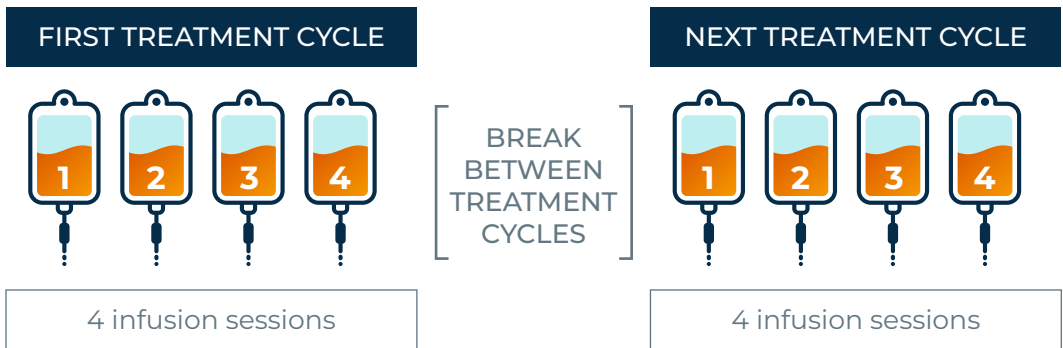 FIRST TREATMENT CYCLE
1 2 3 4
4 infusion sessions
BREAK
BETWEEN
TREATMENT
CYCLES
NEXT TREATMENT CYCLE
1 2 3 4
4 infusion sessions